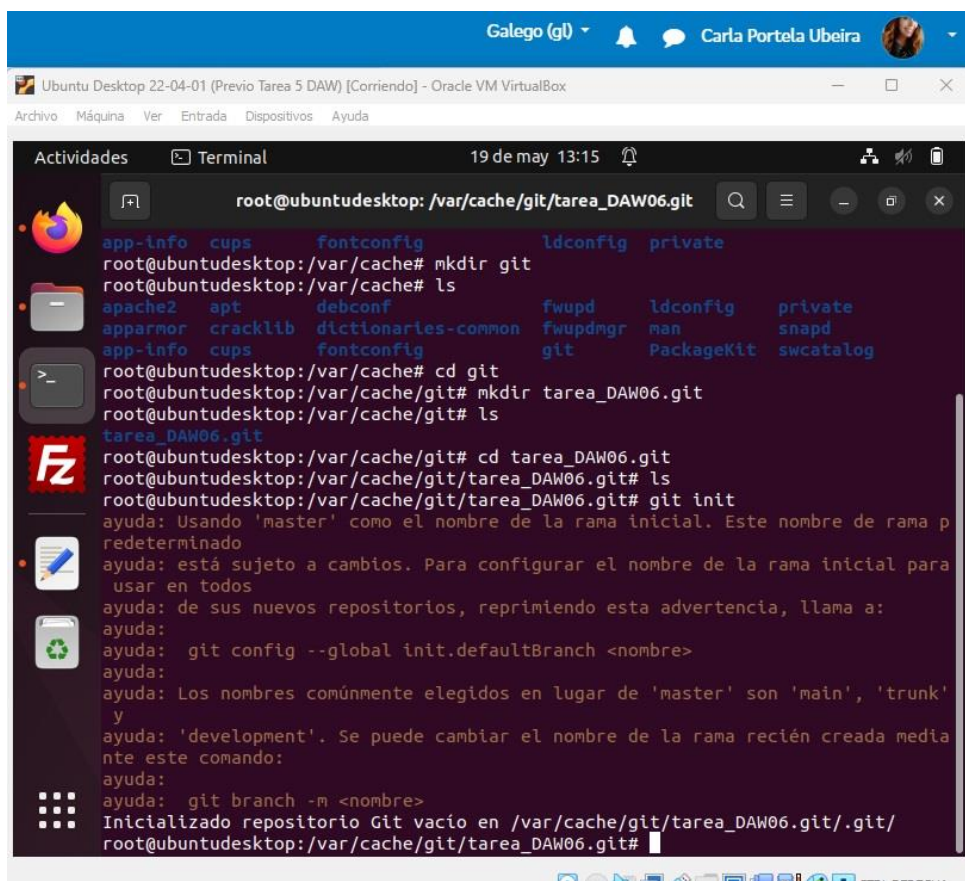 Galego (gl) Carla Portela Ubeira
Ubuntu Desktop 22-04-01 (Previo Tarea 5 DAW) [Corriendo] - Oracle VM VirtualBox
Archivo Máquina Ver Entrada Dispositivos Ayuda
Actividades Terminal 19 de may 13:15
root@ubuntudesktop: /var/cache/git/tarea_DAW06.git
app-info cups fontconfig ldconfig private
root@ubuntudesktop:/var/cache# mkdir git
root@ubuntudesktop:/var/cache# ls
apache2 apt debconf fwupd ldconfig private
apparmor cracklib dictionaries-common fwupdmgr man snapd
app-info cups fontconfig git PackageKit swcatalog
root@ubuntudesktop:/var/cache# cd git
root@ubuntudesktop:/var/cache/git# mkdir tarea_DAW06.git
root@ubuntudesktop:/var/cache/git# ls
tarea_DAW06.git
root@ubuntudesktop:/var/cache/git# cd tarea_DAW06.git
root@ubuntudesktop:/var/cache/git/tarea_DAW06.git# ls
root@ubuntudesktop:/var/cache/git/tarea_DAW06.git# git init
ayuda: Usando 'master' como el nombre de la rama inicial. Este nombre de rama p
redeterminado
ayuda: está sujeto a cambios. Para configurar el nombre de la rama inicial para
usar en todos
ayuda: de sus nuevos repositorios, reprimiendo esta advertencia, llama a:
ayuda:
ayuda: git config --global init.defaultBranch <nombre>
ayuda:
ayuda: Los nombres comúnmente elegidos en lugar de 'master' son 'main', 'trunk'
y
ayuda: 'development'. Se puede cambiar el nombre de la rama recién creada media
nte este comando:
ayuda:
ayuda: git branch -m <nombre>
Inicializado repositorio Git vacío en /var/cache/git/tarea_DAW06.git/.git/
root@ubuntudesktop:/var/cache/git/tarea_DAW06.git#